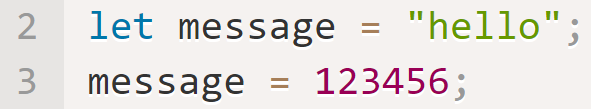 2 let message = "hello";
3 message = 123456;